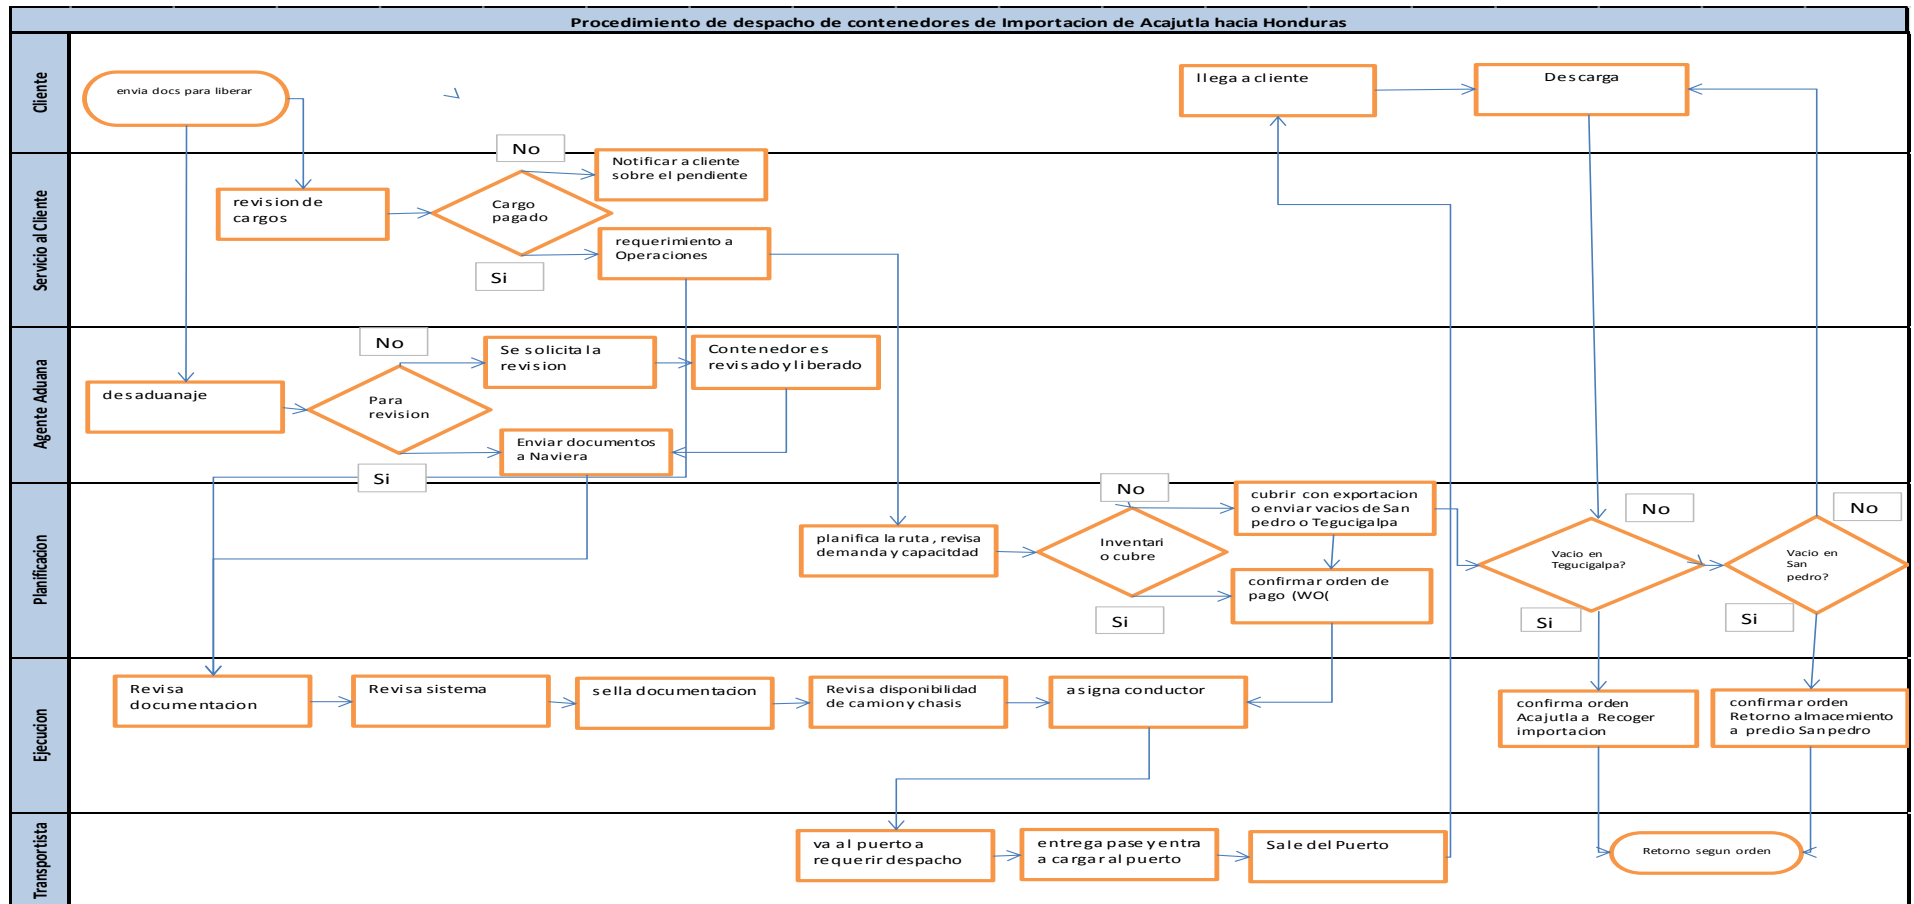 Procedimiento de despacho de contenedores de Importacion de Acajutla hacia Honduras
Cliente
envia docs para liberar
llega a cliente
Descarga
Servicio al Cliente
No
Notificar a cliente
sobre el pendiente
revision de
cargos
Cargo
pagado
requerimiento a
Operaciones
Si
Agente Aduana
No
Se solicita la
revision
Contenedores
revisado y liberado
desaduanaje
Para
revision
Enviar documentos
a Naviera
Si
Planificacion
No
cubrir con exportacion
o enviar vacios de San
pedro o Tegucigalpa
planifica la ruta , revisa
demanda y capacitdad
Inventari
o cubre
confirmar orden de
pago (WO(
Si
No
Vacio en
Tegucigalpa?
Si
No
Vacio en
San
pedro?
Si
Ejecucion
Revisa
documentacion
Revisa sistema
sella documentacion
Revisa disponibilidad
de camion y chasis
asigna conductor
confirma orden
Acajutla a Recoger
importacion
confirmar orden
Retorno almacemiento
a predio San pedro
Transportista
va al puerto a
requerir despacho
entrega pase y entra
a cargar al puerto
Sale del Puerto
Retorno segun orden